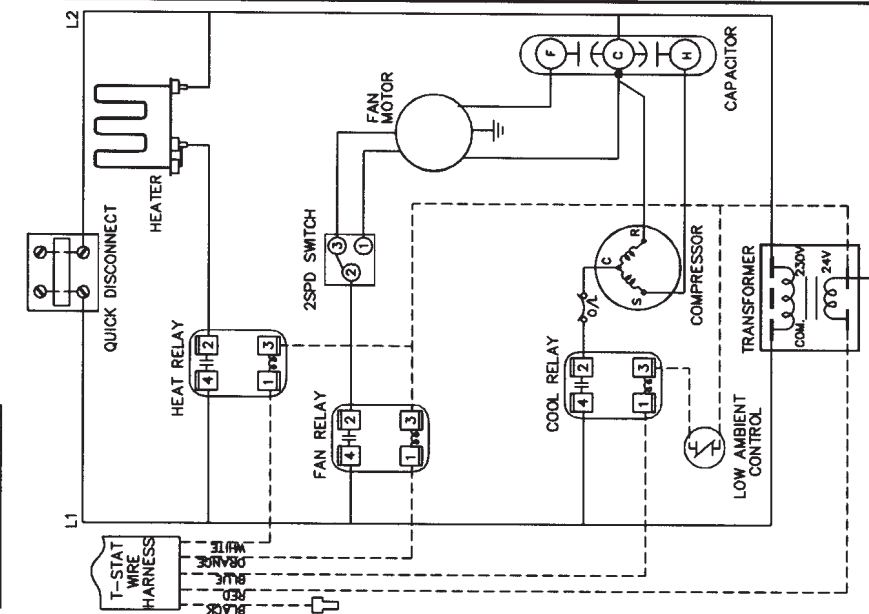 L2
L1
QUICK DISCONNECT
HEATER
HEAT RELAY
4
2
1
3
T-STAT
WIRE
HARNESS
WHITE
ORANGE
BLUE
RED
BLACK
2SPD SWITCH
3
1
2
FAN
MOTOR
FAN RELAY
4
2
1
3
F
C
H
CAPACITOR
COOL RELAY
4
2
1
3
O/L
C
S
R
COMPRESSOR
LOW AMBIENT
CONTROL
TRANSFORMER
COM.
230V
24V